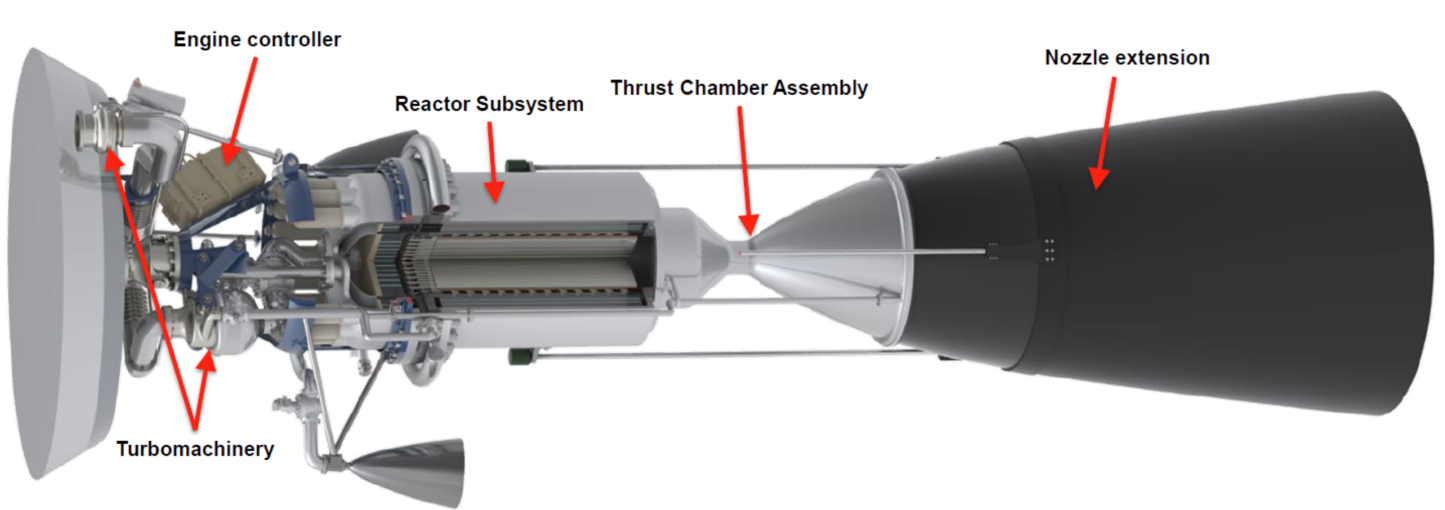 Engine controller
Nozzle extension
Thrust Chamber Assembly
Reactor Subsystem
Turbomachinery